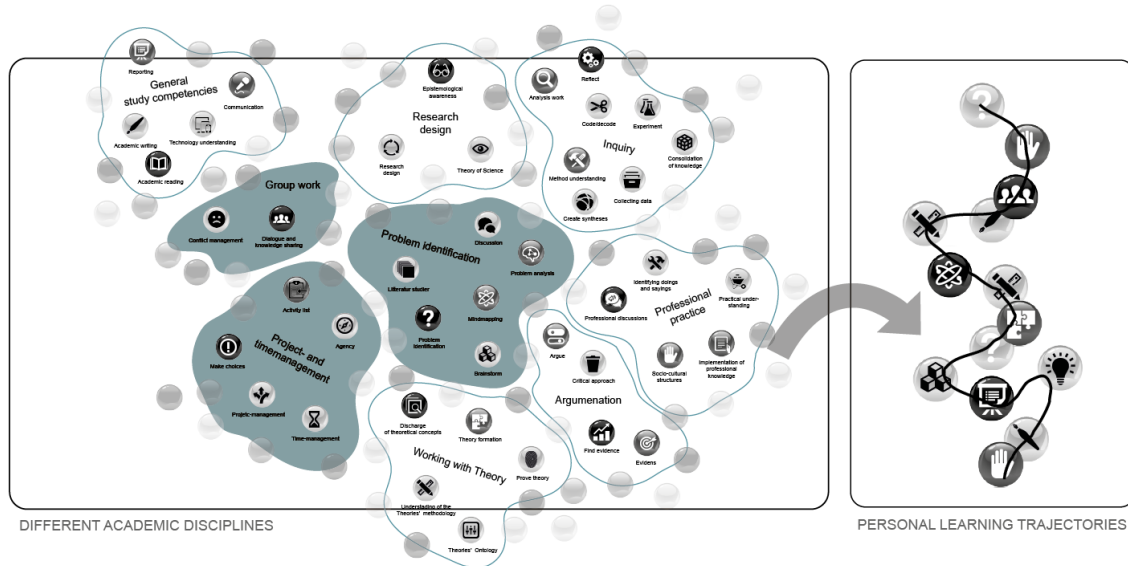 Reporting
General
study competencies
Communication
Academic writing
Technology understanding
Academic reading
Epistemological
awareness
Research
design
Research
design
Theory of Science
Reflect
Analysis work
Code/decode
Experiment
Inquiry
Consolidation
of knowledge
Method understanding
Collecting data
Create syntheses
Group work
Conflict management
Dialogue and
knowledge sharing
Problem identification
Discussion
Problem analysis
Litteratur studier
Mindmapping
Problem
identification
Brainstorm
Project- and
timemanagement
Activity list
Agency
Make choices
Projetc-management
Time-management
Identifying doings
and sayings
Practical under-
standing
Professional discussions
Professional
practice
Socio-cultural
structures
Implementation of
professional
knowledge
Argue
Critical approach
Argumenation
Find evidence
Evidens
Discharge
of theoretical concepts
Theory formation
Working with Theory
Prove theory
Understading of the
Theories' methodology
Theories' Ontology
DIFFERENT ACADEMIC DISCIPLINES
PERSONAL LEARNING TRAJECTORIES